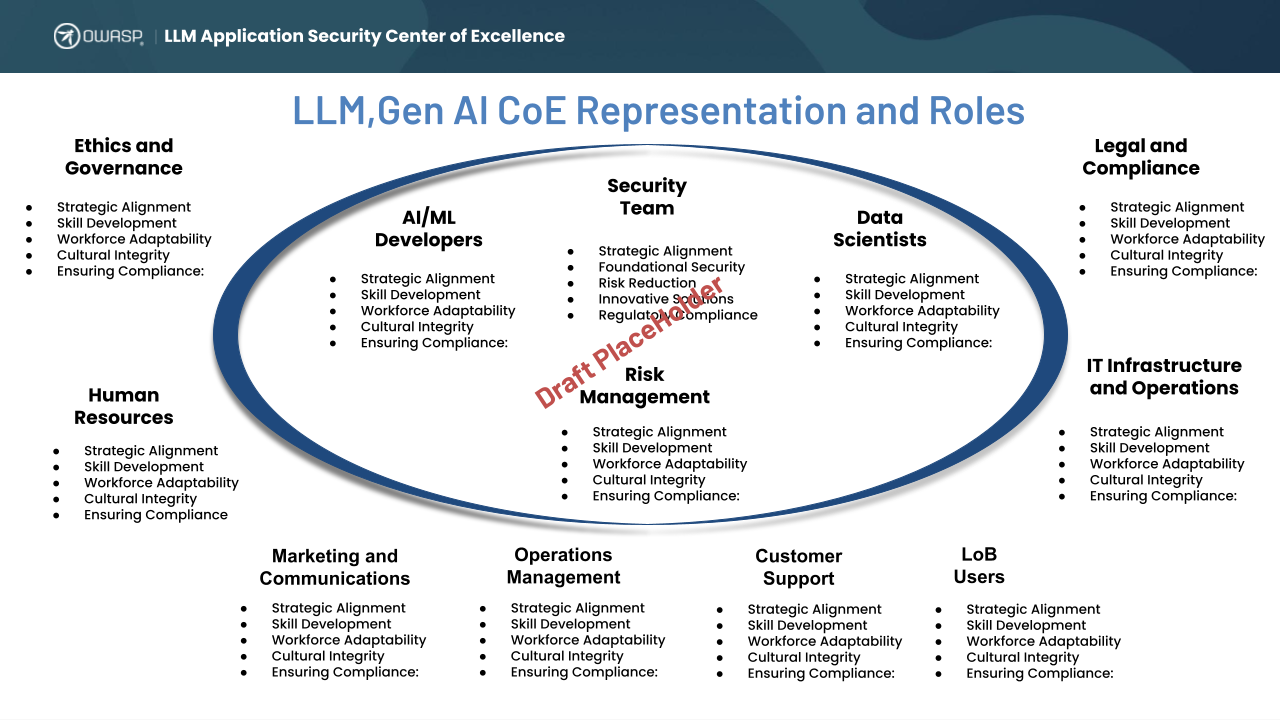 OWASP
LLM Application Security Center of Excellence
LLM,Gen AI CoE Representation and Roles
Ethics and
Governance
● Strategic Alignment
● Skill Development
● Workforce Adaptability
● Cultural Integrity
● Ensuring Compliance:
Legal and
Compliance
● Strategic Alignment
● Skill Development
● Workforce Adaptability
● Cultural Integrity
● Ensuring Compliance:
AI/ML
Developers
● Strategic Alignment
● Skill Development
● Workforce Adaptability
● Cultural Integrity
● Ensuring Compliance:
Security
Team
● Strategic Alignment
● Foundational Security
● Risk Reduction
● Innovative Solutions
● Regulatory Compliance
Data
Scientists
● Strategic Alignment
● Skill Development
● Workforce Adaptability
● Cultural Integrity
● Ensuring Compliance:
Draft PlaceHolder
Risk
Management
● Strategic Alignment
● Skill Development
● Workforce Adaptability
● Cultural Integrity
● Ensuring Compliance:
Human
Resources
● Strategic Alignment
● Skill Development
● Workforce Adaptability
● Cultural Integrity
● Ensuring Compliance
IT Infrastructure
and Operations
● Strategic Alignment
● Skill Development
● Workforce Adaptability
● Cultural Integrity
● Ensuring Compliance:
Marketing and
Communications
● Strategic Alignment
● Skill Development
● Workforce Adaptability
● Cultural Integrity
● Ensuring Compliance:
Operations
Management
● Strategic Alignment
● Skill Development
● Workforce Adaptability
● Cultural Integrity
● Ensuring Compliance:
Customer
Support
● Strategic Alignment
● Skill Development
● Workforce Adaptability
● Cultural Integrity
● Ensuring Compliance:
LoB
Users
● Strategic Alignment
● Skill Development
● Workforce Adaptability
● Cultural Integrity
● Ensuring Compliance: